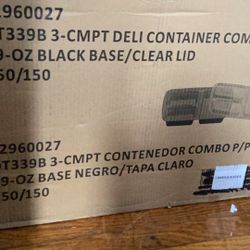 2960027
T339B 3-CMPT DELI CONTAINER COM
9-OZ BLACK BASE/CLEAR LID
50/150
2960027
T339B 3-CMPT CONTENEDOR COMBO P/P
9-OZ BASE NEGRO/TAPA CLARO
50/150